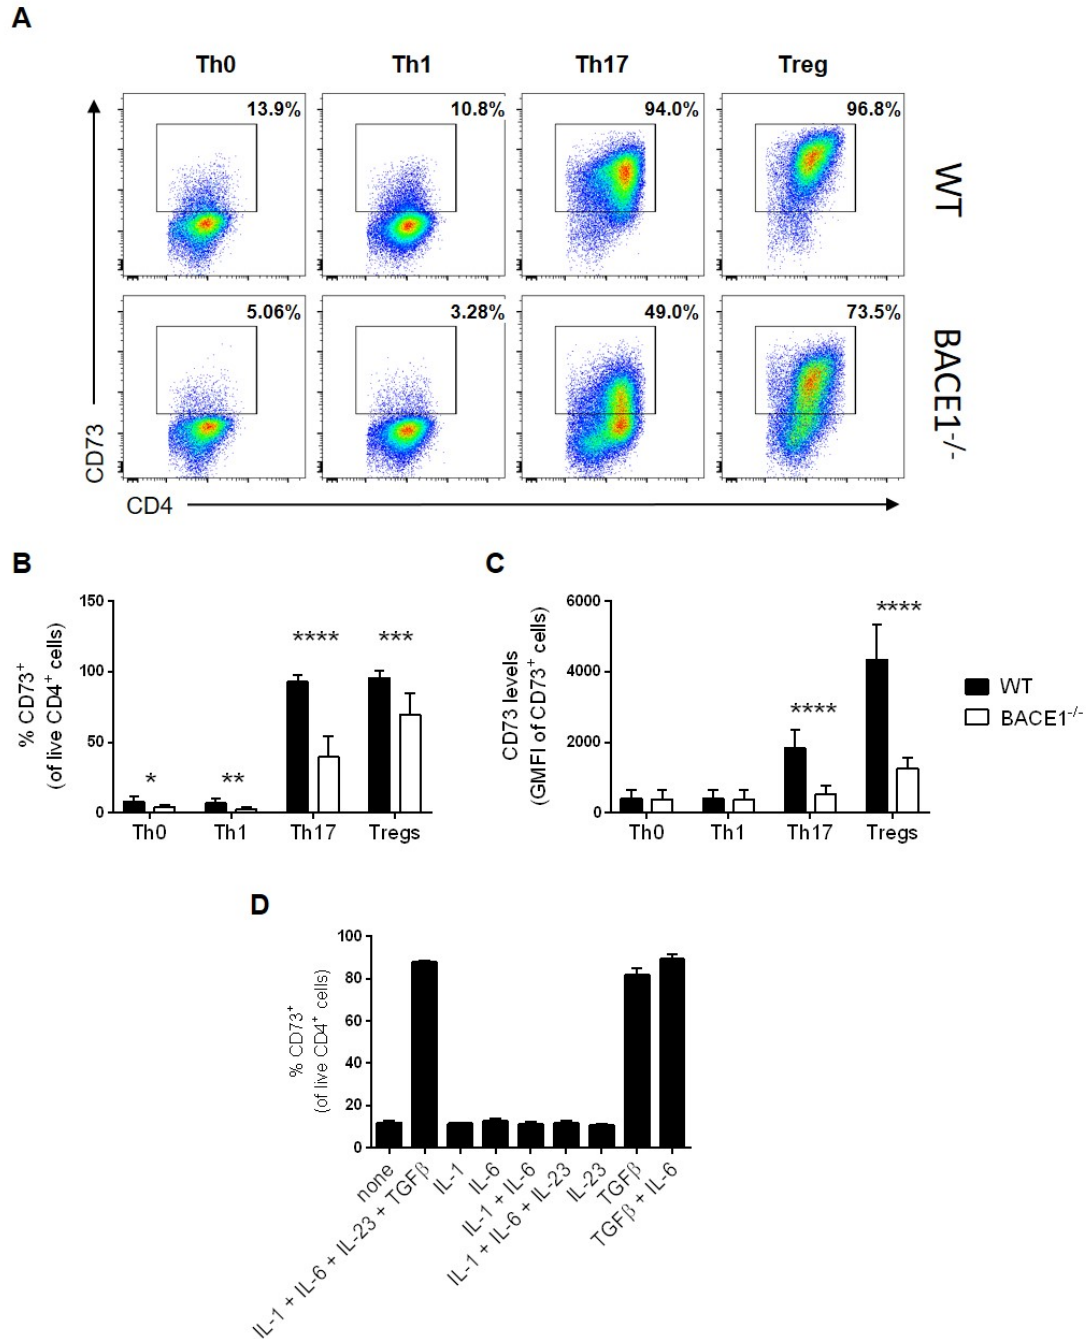 A
Th0 Th1 Th17 Treg
13.9% 10.8% 94.0% 96.8%
WT
5.06% 3.28% 49.0% 73.5%
BACE1-/-
CD73
CD4
B
% CD73+
(of live CD4+ cells)
150
100
50
0
* ** **** ***
Th0 Th1 Th17 Tregs
C
CD73 levels
(GMFI of CD73+ cells)
6000
4000
2000
0
**** ****
Th0 Th1 Th17 Tregs
WT
BACE1-/-
D
% CD73+
(of live CD4+ cells)
100
80
60
40
20
0
none
IL-1 + IL-6 + IL-23 + TGFβ
IL-1
IL-6
IL-1 + IL-6
IL-1 + IL-6 + IL-23
IL-23
TGFβ
TGFβ + IL-6